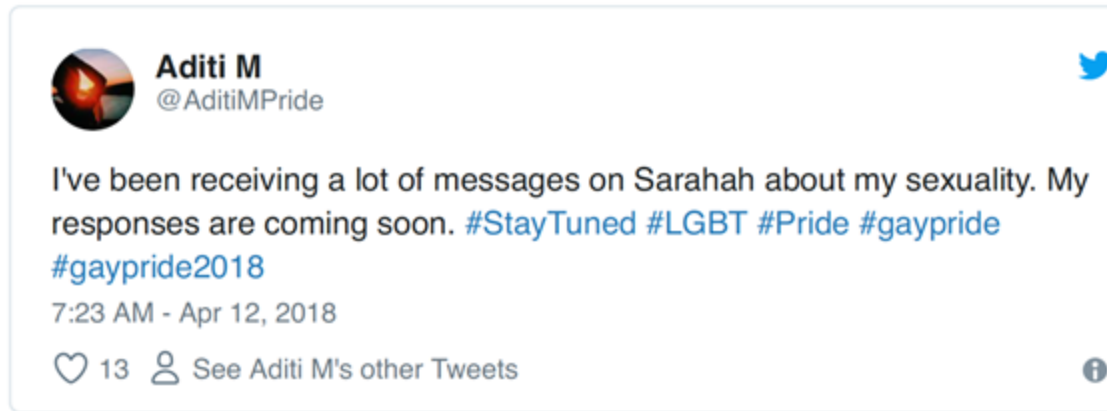 Aditi M
@AditiMPride
I've been receiving a lot of messages on Sarahah about my sexuality. My
responses are coming soon. #StayTuned #LGBT #Pride #gaypride
#gaypride2018
7:23 AM - Apr 12, 2018
13 See Aditi M's other Tweets